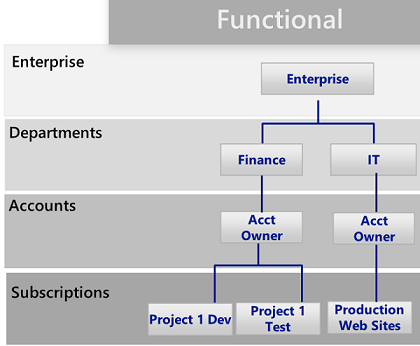 Functional
Enterprise
Enterprise
Departments
Finance
IT
Accounts
Acct
Owner
Acct
Owner
Subscriptions
Project 1 Dev
Project 1
Test
Production
Web Sites